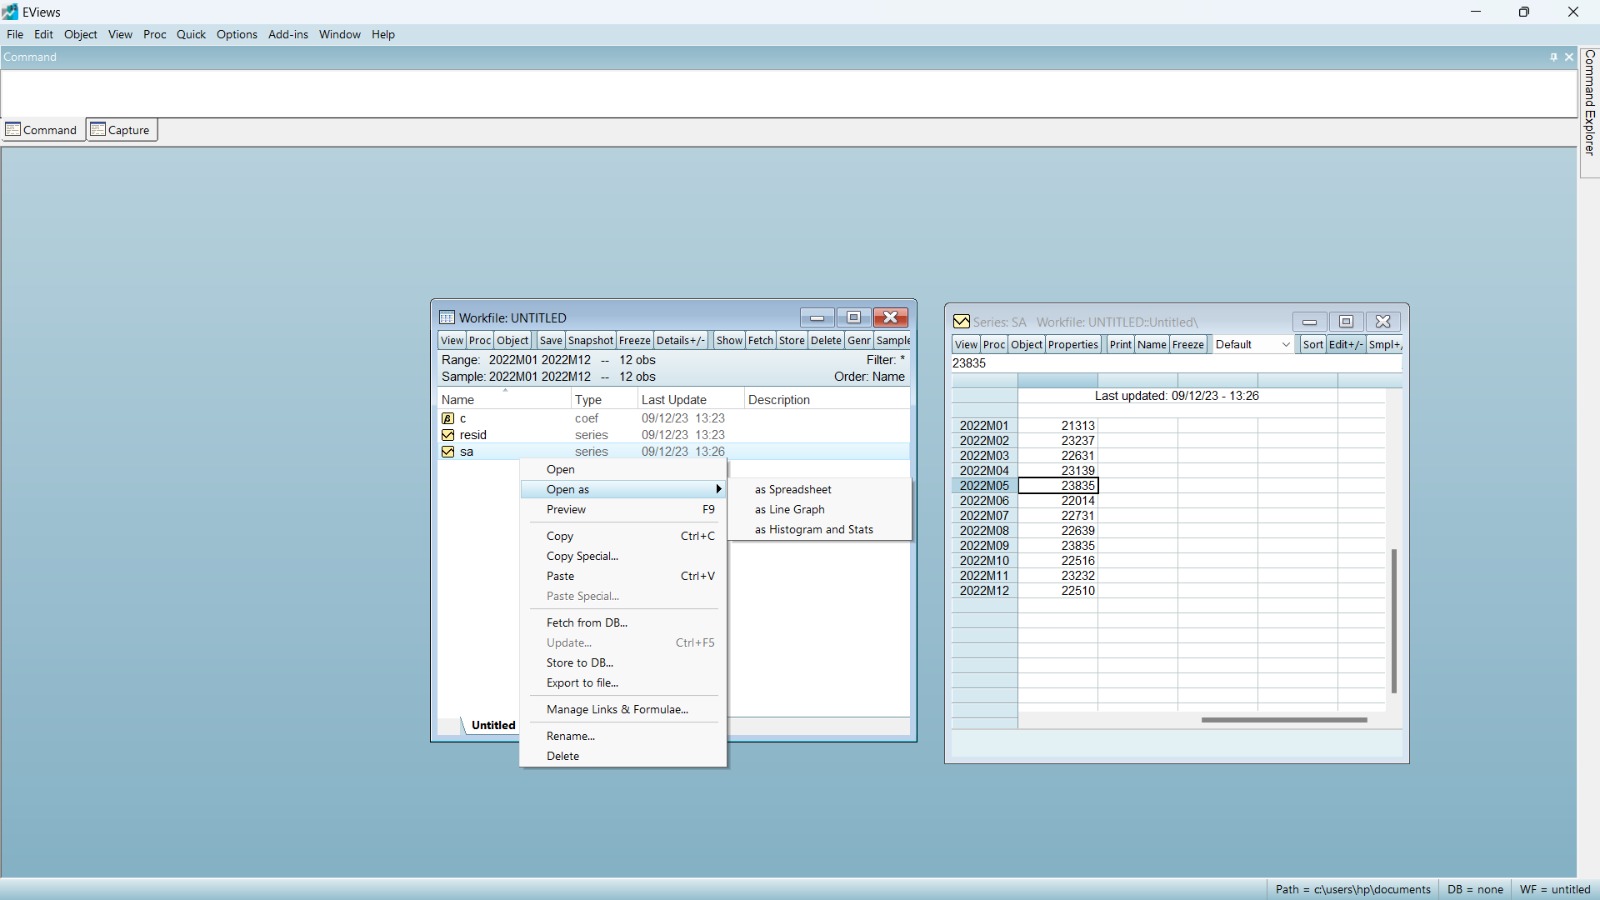 EViews
File Edit Object View Proc Quick Options Add-ins Window Help
Command
Command Capture
Command Explorer
Workfile: UNTITLED
View Proc Object Save Snapshot Freeze Details+/- Show Fetch Store Delete Genr Sample
Range: 2022M01 2022M12 -- 12 obs Filter: *
Sample: 2022M01 2022M12 -- 12 obs Order: Name
Name Type Last Update Description
c coef 09/12/23 13:23
resid series 09/12/23 13:23
sa series 09/12/23 13:26
Open
Open as
Preview F9
Copy Ctrl+C
Copy Special...
Paste Ctrl+V
Paste Special...
Fetch from DB...
Update... Ctrl+F5
Store to DB...
Export to file...
Manage Links & Formulae...
Rename...
Delete
as Spreadsheet
as Line Graph
as Histogram and Stats
Untitled
Series: SA Workfile: UNTITLED::Untitled\
View Proc Object Properties Print Name Freeze Default Sort Edit+/- Smpl+/
23835
Last updated: 09/12/23 - 13:26
2022M01 21313
2022M02 23237
2022M03 22631
2022M04 23139
2022M05 23835
2022M06 22014
2022M07 22731
2022M08 22639
2022M09 23835
2022M10 22516
2022M11 23232
2022M12 22510
Path = c:\users\hp\documents DB = none WF = untitled